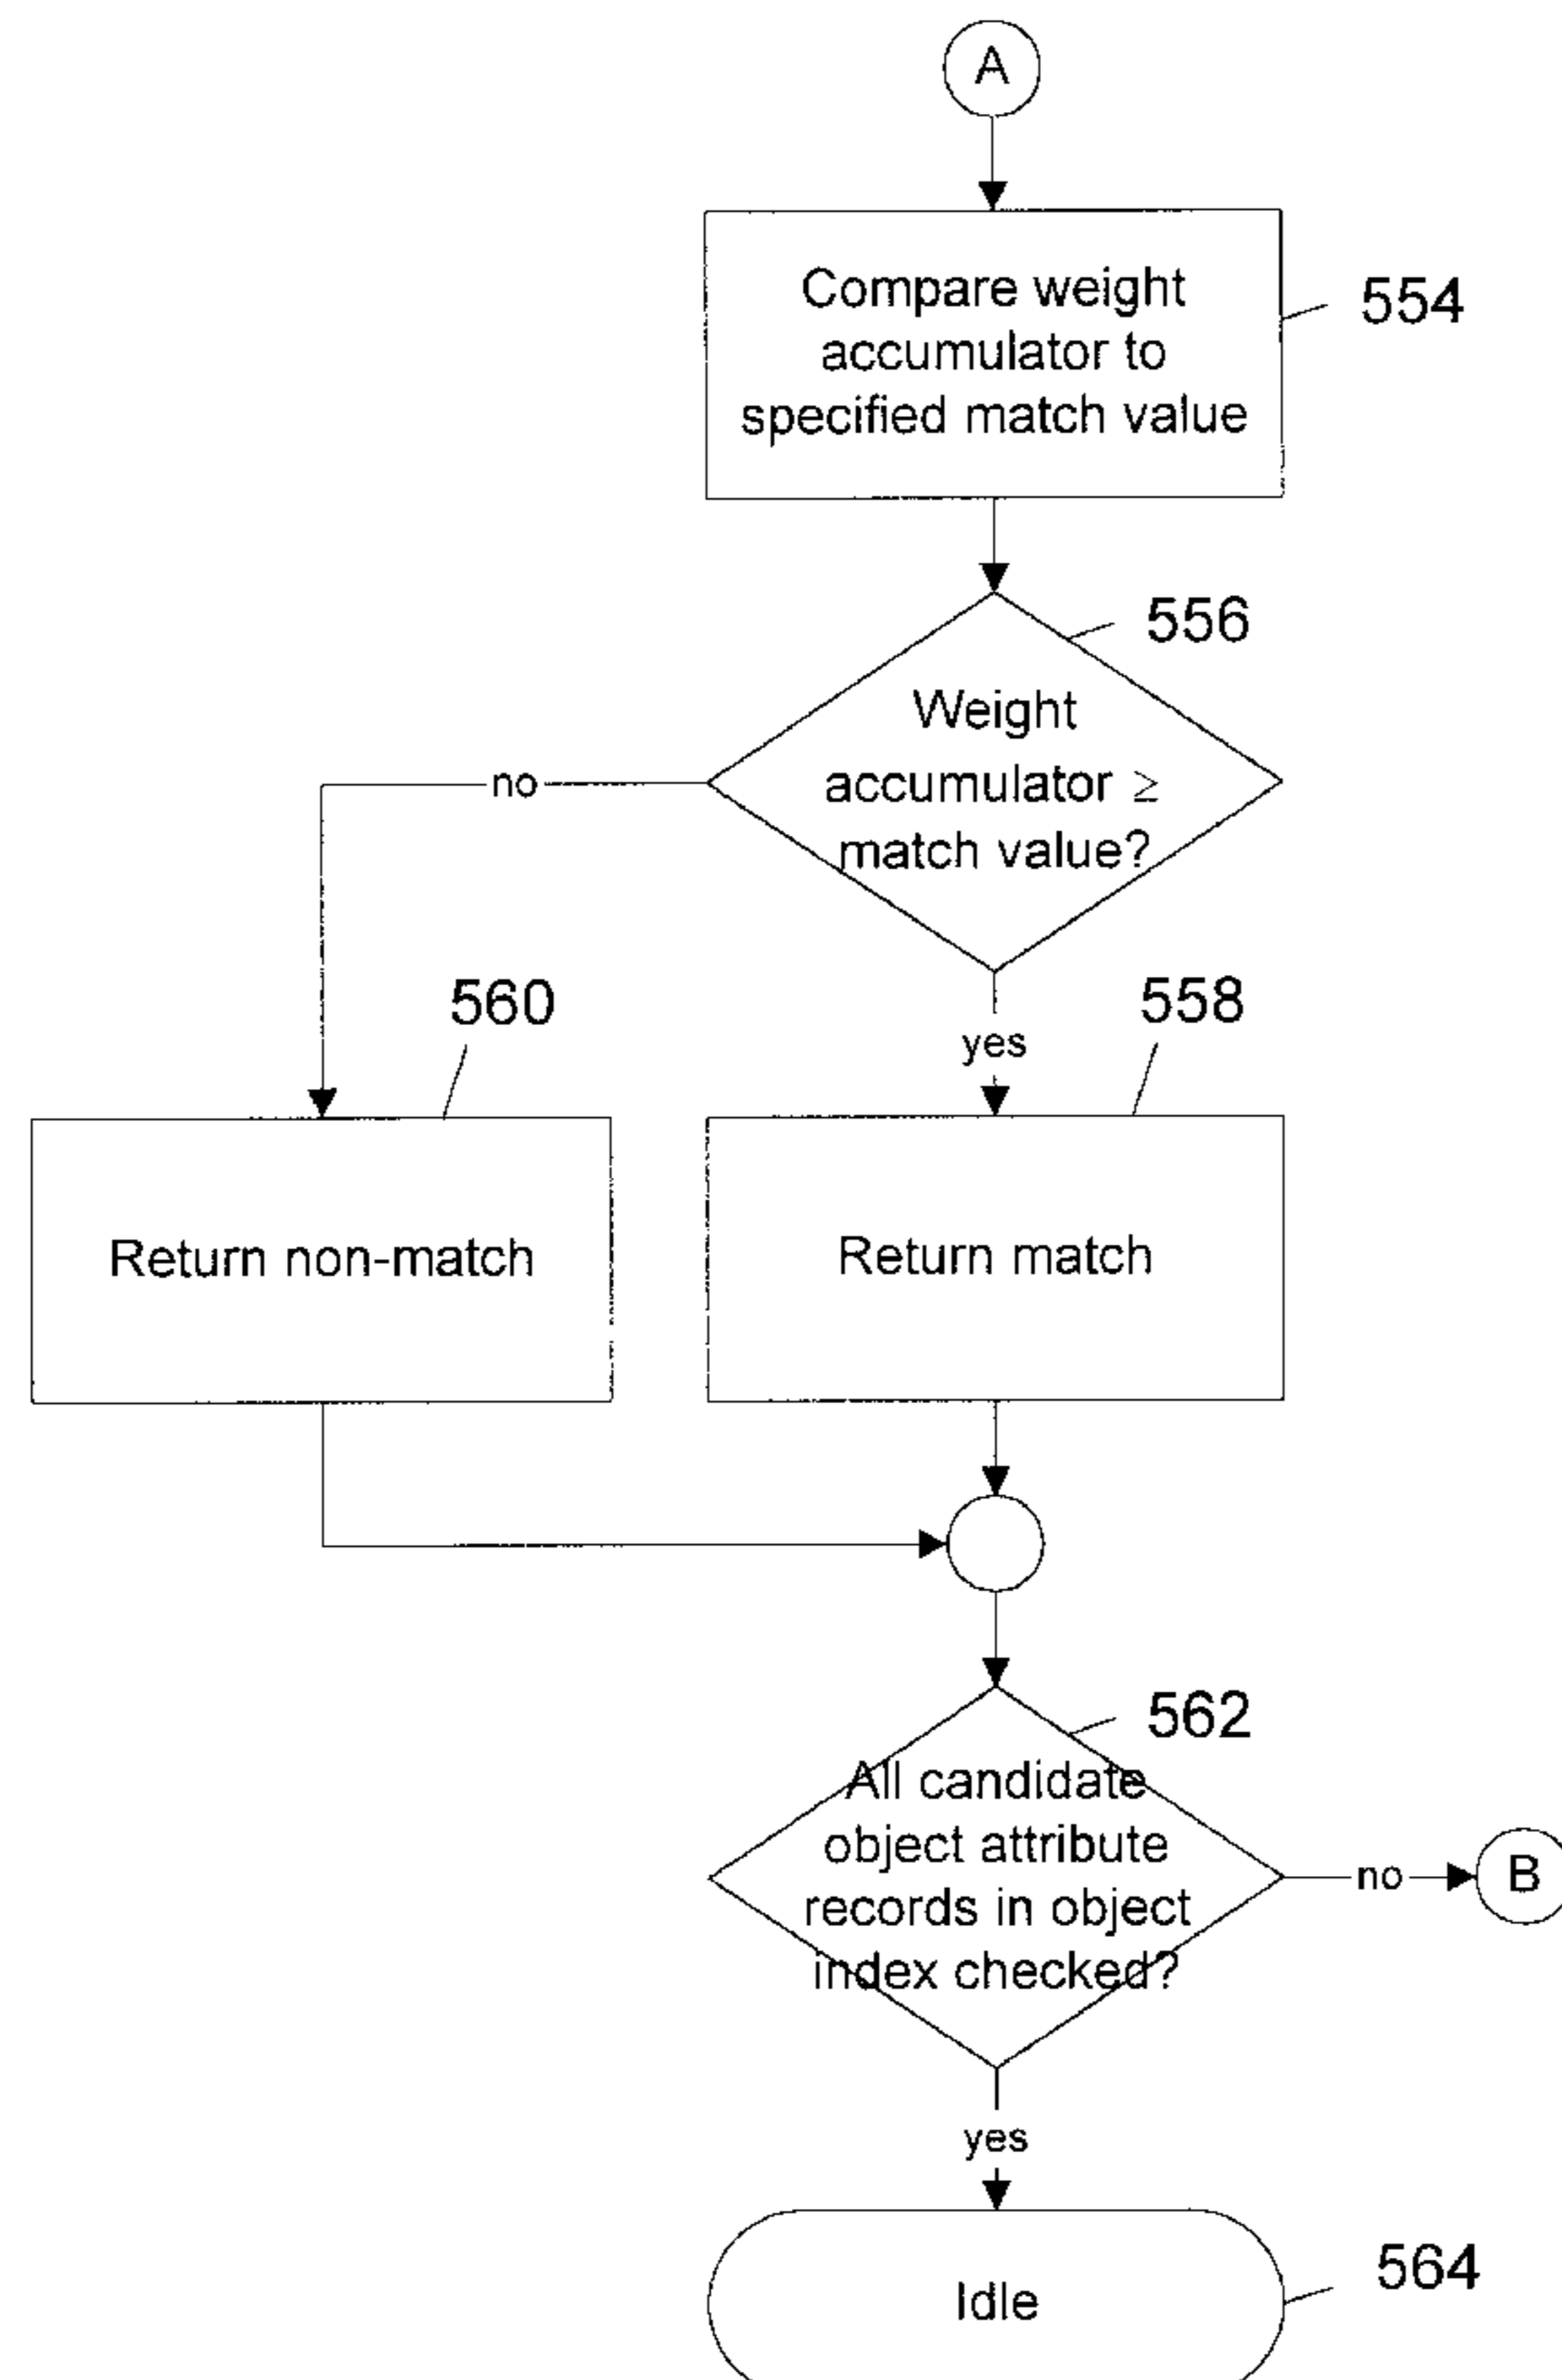 A
Compare weight
accumulator to
specified match value
554
556
Weight
accumulator ≥
match value?
no
yes
560
558
Return non-match
Return match
562
All candidate
object attribute
records in object
index checked?
no
B
yes
Idle
564